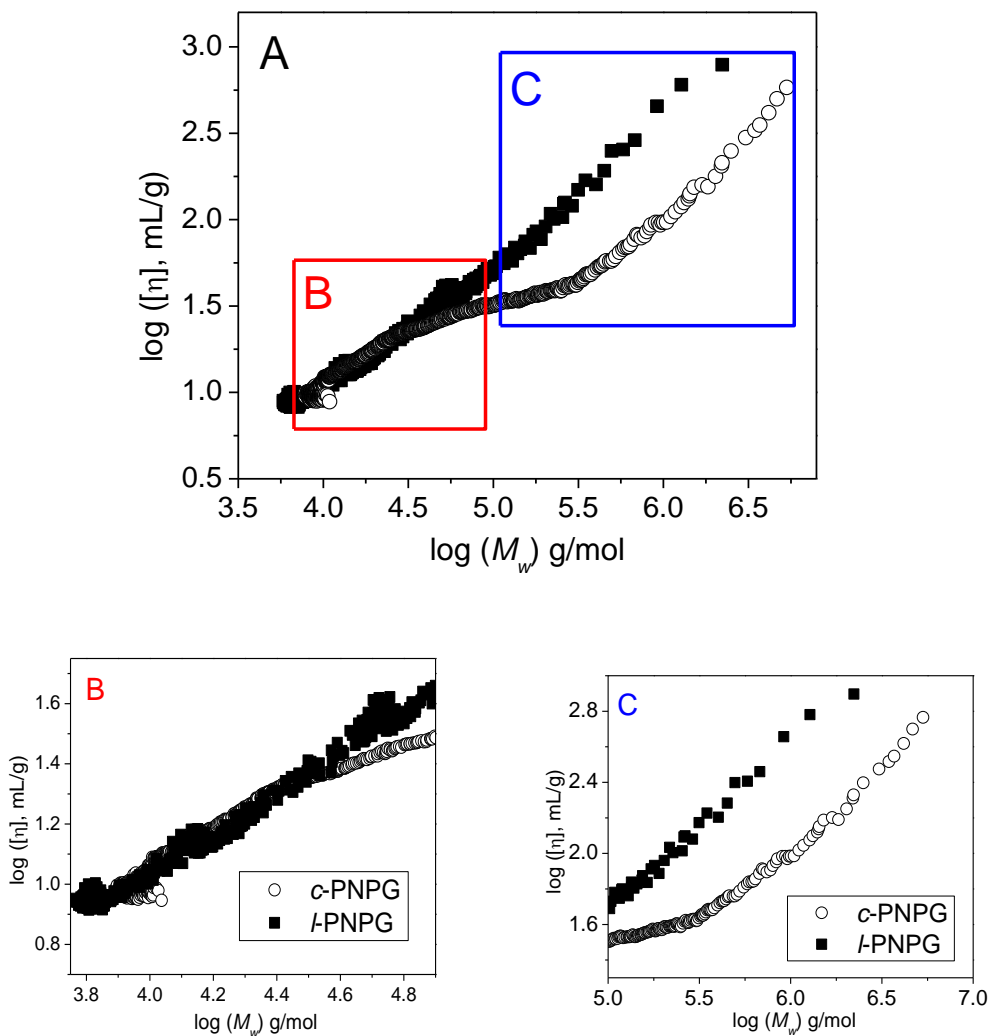 A
3.0
C
2.5
log ([η], mL/g)
2.0
B
1.5
1.0
0.5
3.5 4.0 4.5 5.0 5.5 6.0 6.5
log (Mw) g/mol
B
1.6
1.4
log ([η], mL/g)
1.2
1.0
0.8
c-PNPG
l-PNPG
3.8 4.0 4.2 4.4 4.6 4.8
log (Mw) g/mol
C
2.8
2.4
log ([η], mL/g)
2.0
1.6
c-PNPG
l-PNPG
5.0 5.5 6.0 6.5 7.0
log (Mw) g/mol